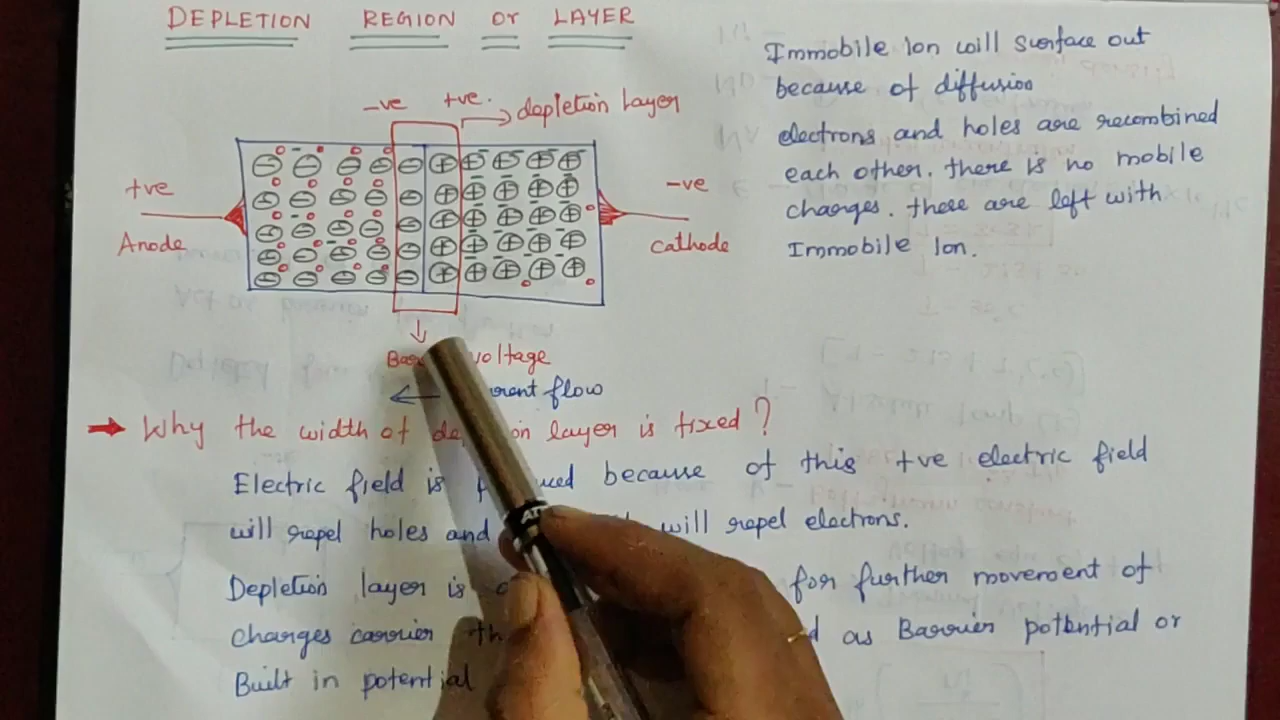 DEPLETION REGION or LAYER
-ve +ve. depletion layer
+ve
Anode
-ve
cathode
voltage
flow
Why the width of layer is fixed ?
Electric field is because of this +ve electric field
will repel holes and will repel electrons.
Depletion layer is for further movement of
charges carrier as Barrier potential or
Built in potential
Immobile Ion will surface out
because of diffusion
electrons and holes are recombined
each other. there is no mobile
charges. these are left with
Immobile Ion.